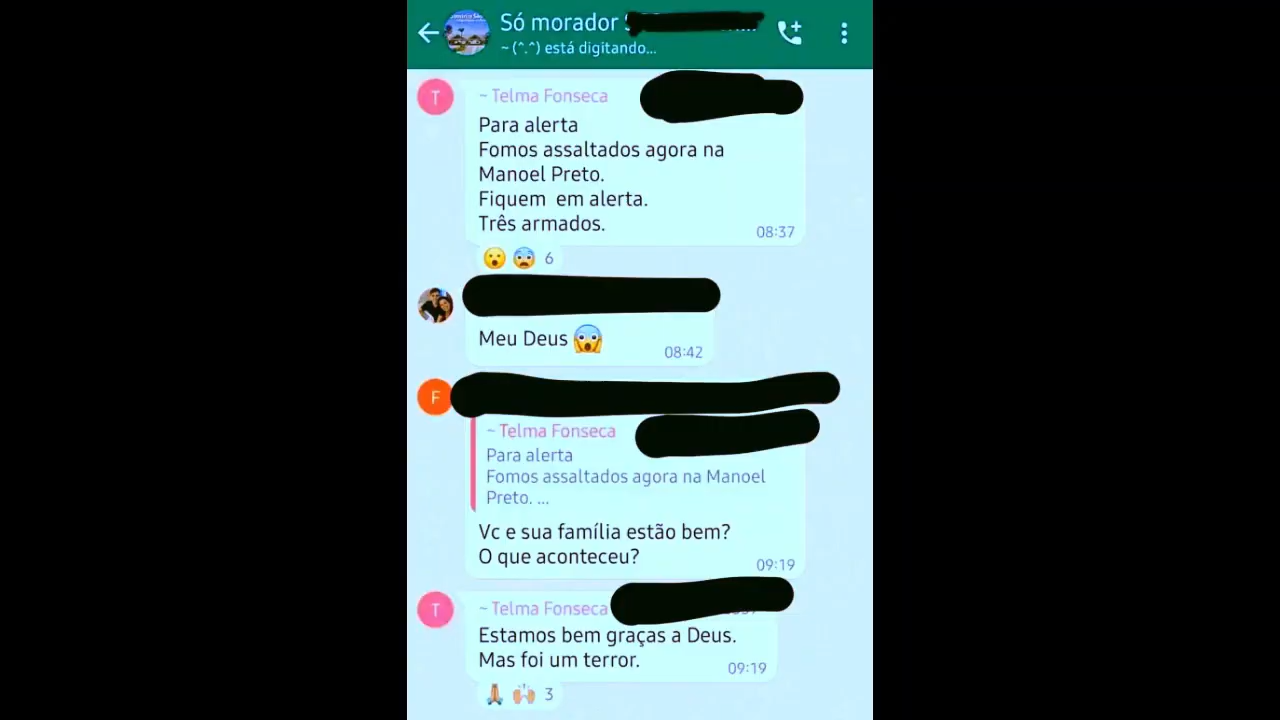 Só morador
~(^.^) está digitando...
T
~ Telma Fonseca
Para alerta
Fomos assaltados agora na
Manoel Preto.
Fiquem em alerta.
Três armados.
08:37
6
Meu Deus
08:42
F
~ Telma Fonseca
Para alerta
Fomos assaltados agora na Manoel
Preto. ...
Vc e sua família estão bem?
O que aconteceu?
09:19
T
~ Telma Fonseca
Estamos bem graças a Deus.
Mas foi um terror.
09:19
3